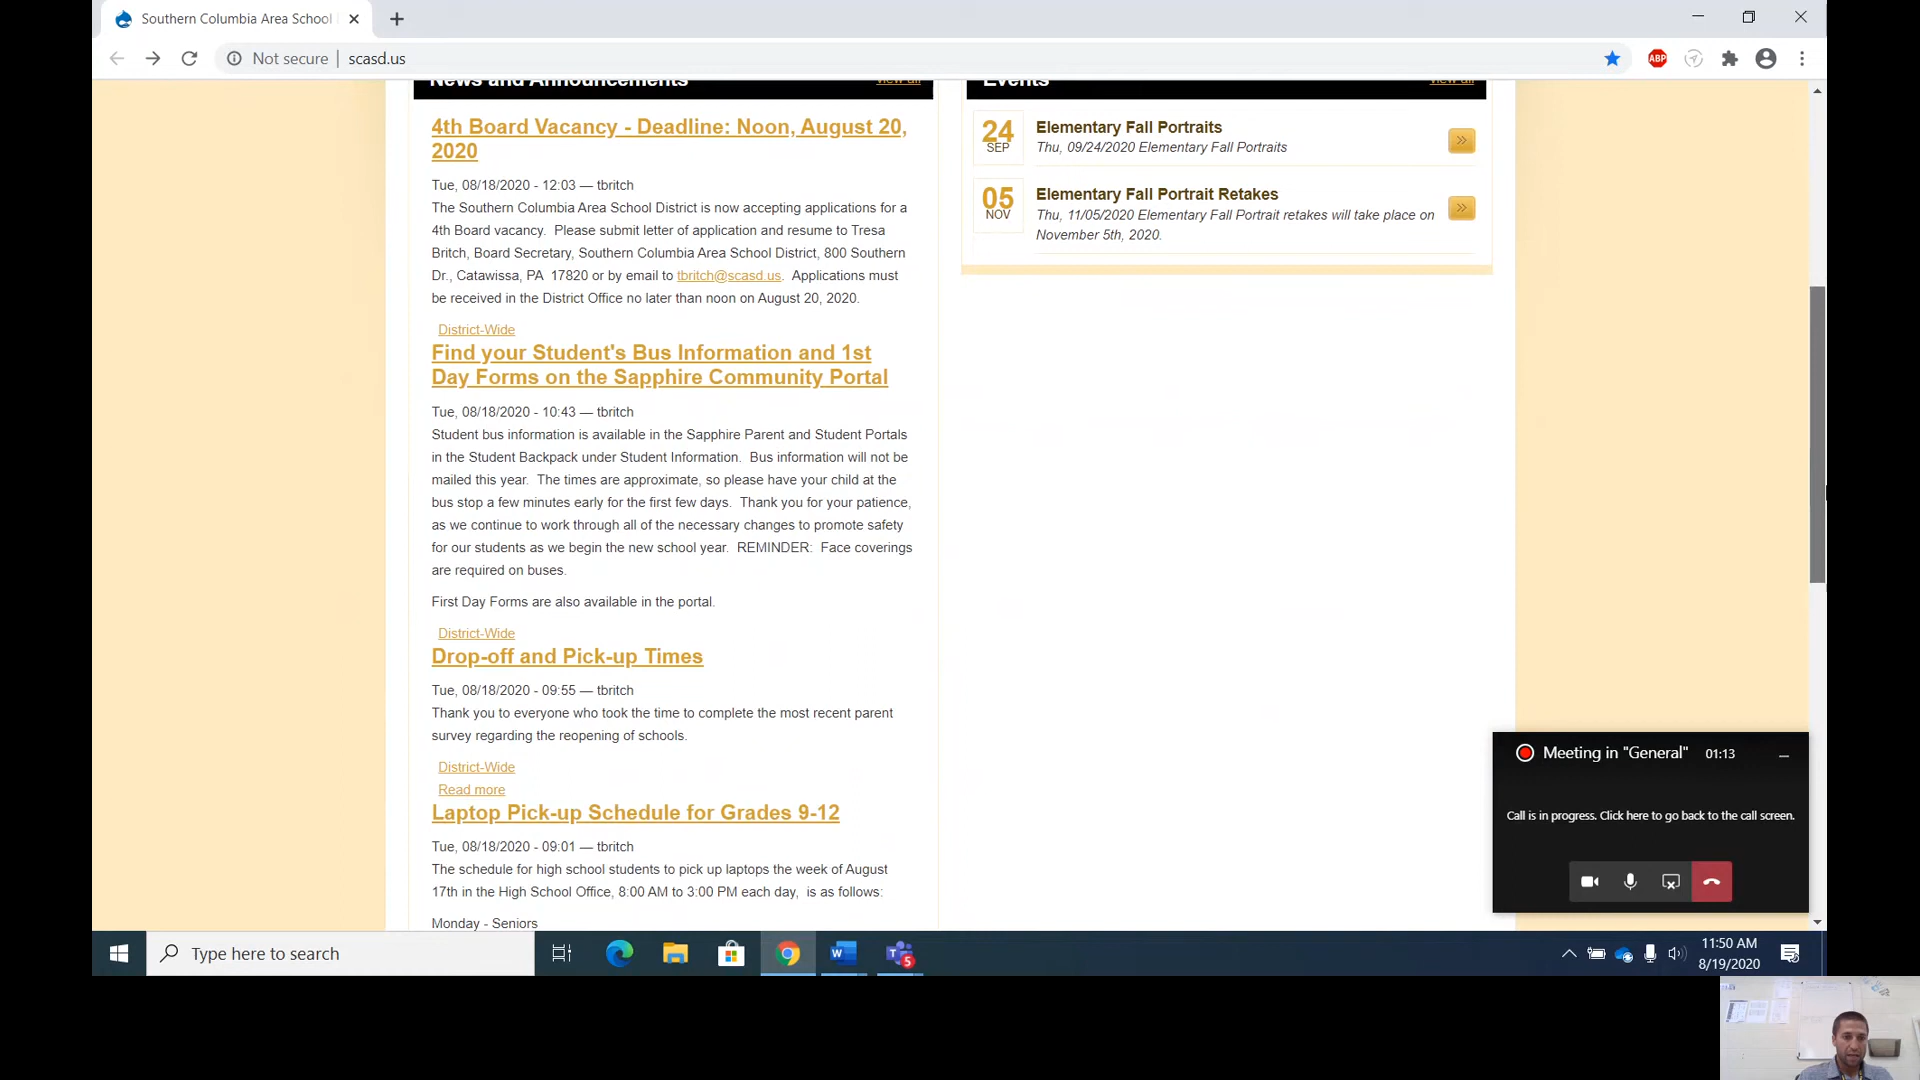 Southern Columbia Area School
Not secure | scasd.us
ABP
News and Announcements
view all
4th Board Vacancy - Deadline: Noon, August 20,
2020
Tue, 08/18/2020 - 12:03 — tbritch
The Southern Columbia Area School District is now accepting applications for a
4th Board vacancy.  Please submit letter of application and resume to Tresa
Britch, Board Secretary, Southern Columbia Area School District, 800 Southern
Dr., Catawissa, PA  17820 or by email to tbritch@scasd.us.  Applications must
be received in the District Office no later than noon on August 20, 2020.
District-Wide
Find your Student's Bus Information and 1st
Day Forms on the Sapphire Community Portal
Tue, 08/18/2020 - 10:43 — tbritch
Student bus information is available in the Sapphire Parent and Student Portals
in the Student Backpack under Student Information.  Bus information will not be
mailed this year.  The times are approximate, so please have your child at the
bus stop a few minutes early for the first few days.  Thank you for your patience,
as we continue to work through all of the necessary changes to promote safety
for our students as we begin the new school year.  REMINDER:  Face coverings
are required on buses.
First Day Forms are also available in the portal.
District-Wide
Drop-off and Pick-up Times
Tue, 08/18/2020 - 09:55 — tbritch
Thank you to everyone who took the time to complete the most recent parent
survey regarding the reopening of schools.
District-Wide
Read more
Laptop Pick-up Schedule for Grades 9-12
Tue, 08/18/2020 - 09:01 — tbritch
The schedule for high school students to pick up laptops the week of August
17th in the High School Office, 8:00 AM to 3:00 PM each day,  is as follows:
Monday - Seniors
Events
view all
24
SEP
Elementary Fall Portraits
Thu, 09/24/2020 Elementary Fall Portraits
05
NOV
Elementary Fall Portrait Retakes
Thu, 11/05/2020 Elementary Fall Portrait retakes will take place on
November 5th, 2020.
Meeting in "General" 01:13
Call is in progress. Click here to go back to the call screen.
Type here to search
W
5
11:50 AM
8/19/2020